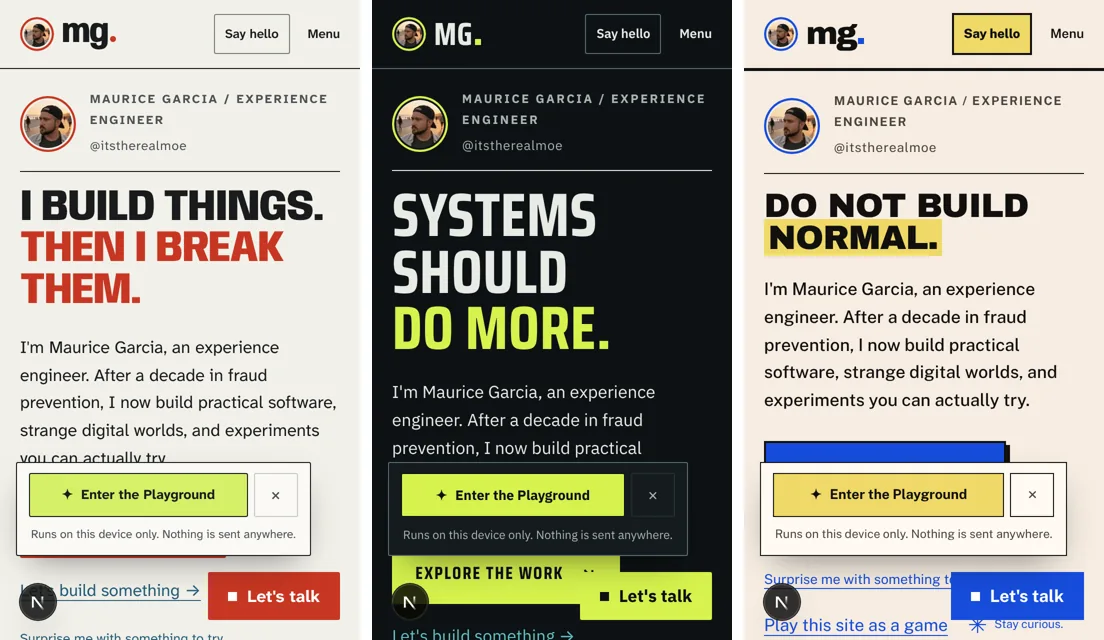 mg.
Say hello
Menu
MAURICE GARCIA / EXPERIENCE
ENGINEER
@itstherealmoe
I BUILD THINGS.
THEN I BREAK
THEM.
I'm Maurice Garcia, an experience
engineer. After a decade in fraud
prevention, I now build practical software,
strange digital worlds, and experiments
you can actually try.
✦ Enter the Playground
×
Runs on this device only. Nothing is sent anywhere.
Let's build something →
N
Let's talk
Surprise me with something to try
MG.
Say hello
Menu
MAURICE GARCIA / EXPERIENCE
ENGINEER
@itstherealmoe
SYSTEMS
SHOULD
DO MORE.
I'm Maurice Garcia, an experience
engineer. After a decade in fraud
prevention, I now build practical
✦ Enter the Playground
×
Runs on this device only. Nothing is sent anywhere.
EXPLORE THE WORK
N
Let's talk
Let's build something →
mg.
Say hello
Menu
MAURICE GARCIA / EXPERIENCE
ENGINEER
@itstherealmoe
DO NOT BUILD
NORMAL.
I'm Maurice Garcia, an experience
engineer. After a decade in fraud
prevention, I now build practical
software, strange digital worlds, and
experiments you can actually try.
✦ Enter the Playground
×
Runs on this device only. Nothing is sent anywhere.
Surprise me with something
N
Let's talk
Play this site as a game
Stay curious.